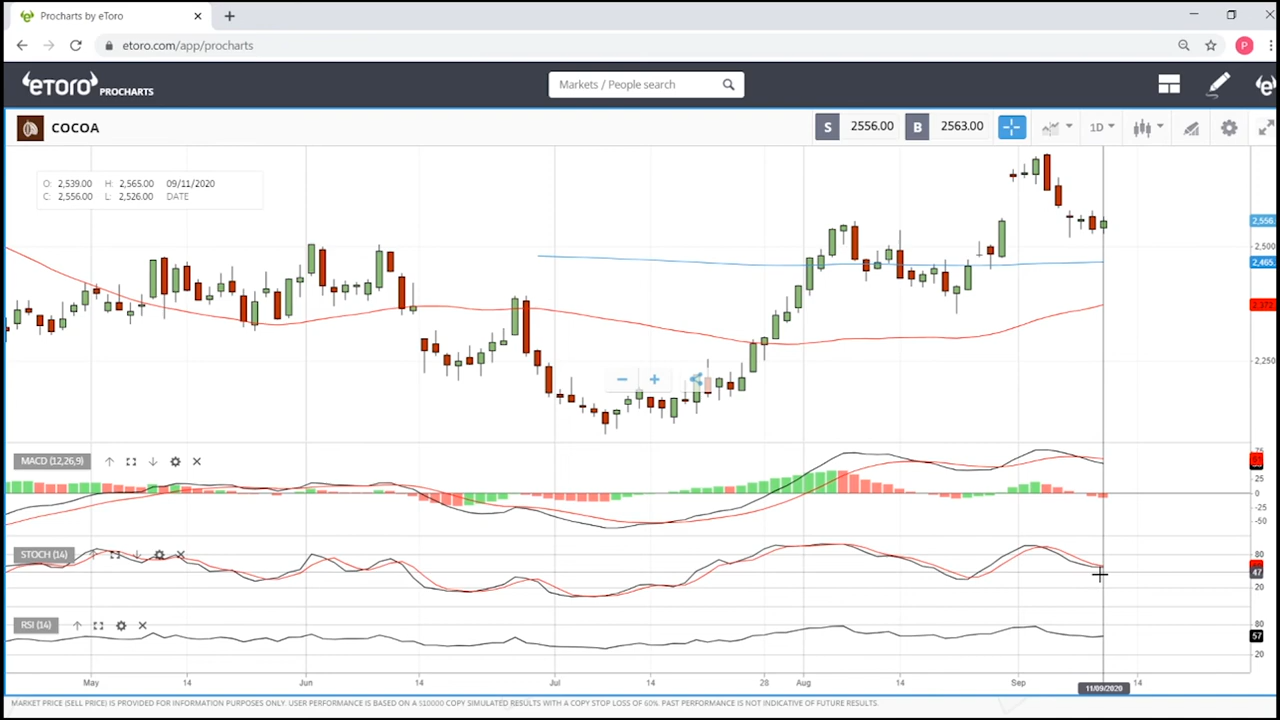 Procharts by eToro
etoro.com/app/procharts
P
eToro PROCHARTS
Markets / People search
COCOA
S 2556.00 B 2563.00 1D
O: 2,539.00 H: 2,565.00 09/11/2020
C: 2,556.00 L: 2,526.00 DATE
2,556.
2,500
2,465.
2,372.
2,250
MACD (12,26,9)
75
25
0
-25
-50
STOCH (14)
80
47
20
RSI (14)
80
57
20
May 14 Jun 14 Jul 14 28 Aug 14 Sep 11/09/2020 14
MARKET PRICE (SELL PRICE) IS PROVIDED FOR INFORMATION PURPOSES ONLY. USER PERFORMANCE IS BASED ON A $10000 COPY SIMULATED RESULTS WITH A COPY STOP LOSS OF 60%. PAST PERFORMANCE IS NOT INDICATIVE OF FUTURE RESULTS.